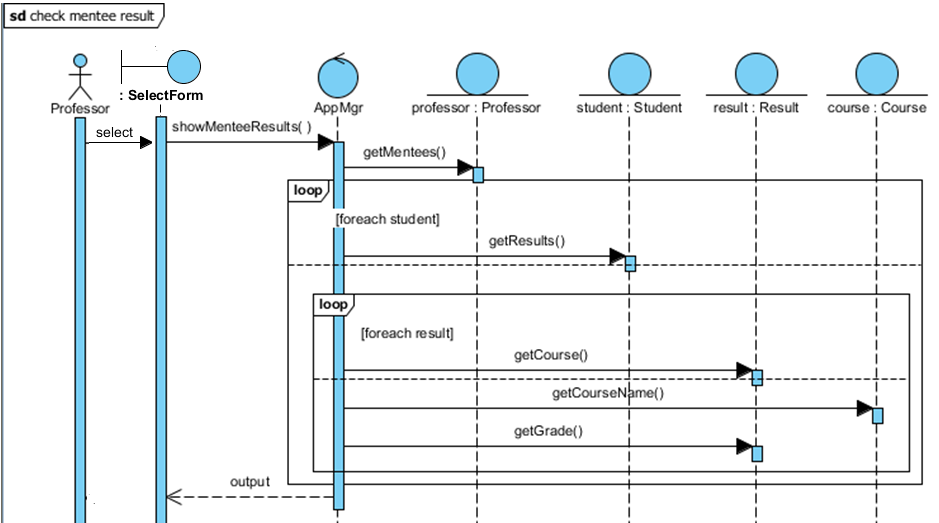 sd check mentee result
Professor
: SelectForm
AppMgr
professor : Professor
student : Student
result : Result
course : Course
select
showMenteeResults( )
getMentees()
loop
[foreach student]
getResults()
loop
[foreach result]
getCourse()
getCourseName()
getGrade()
output